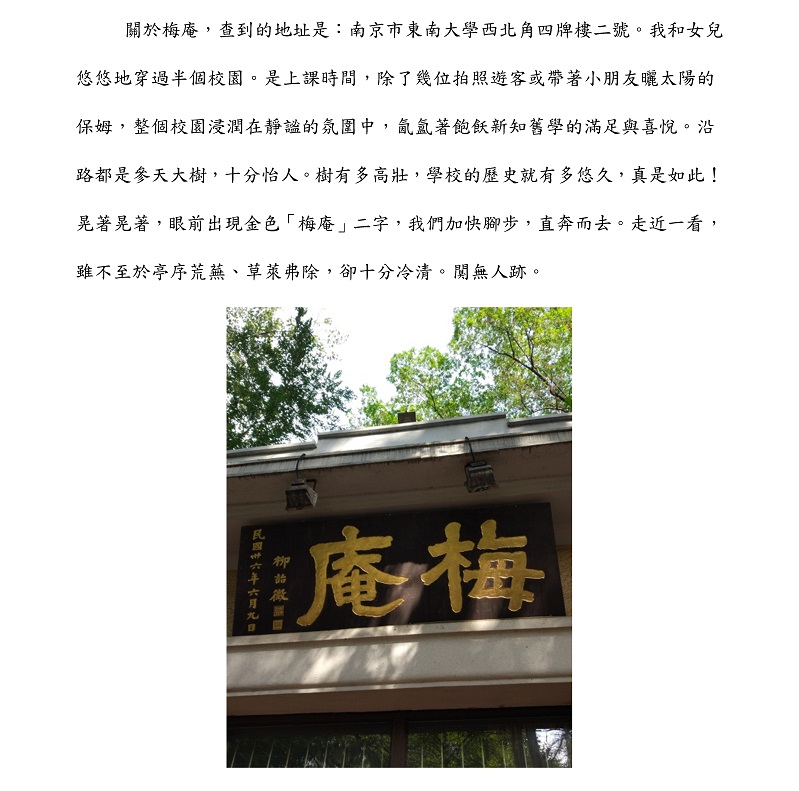 關於梅庵，查到的地址是：南京市東南大學西北角四牌樓二號。我和女兒
悠悠地穿過半個校園。是上課時間，除了幾位拍照遊客或帶著小朋友曬太陽的
保姆，整個校園浸潤在靜謐的氛圍中，氤氳著飽飫新知舊學的滿足與喜悅。沿
路都是參天大樹，十分怡人。樹有多高壯，學校的歷史就有多悠久，真是如此！
晃著晃著，眼前出現金色「梅庵」二字，我們加快腳步，直奔而去。走近一看，
雖不至於亭序荒蕪、草萊弗除，卻十分冷清。閴無人跡。
梅庵
柳詒徵
民國卅六年六月九日